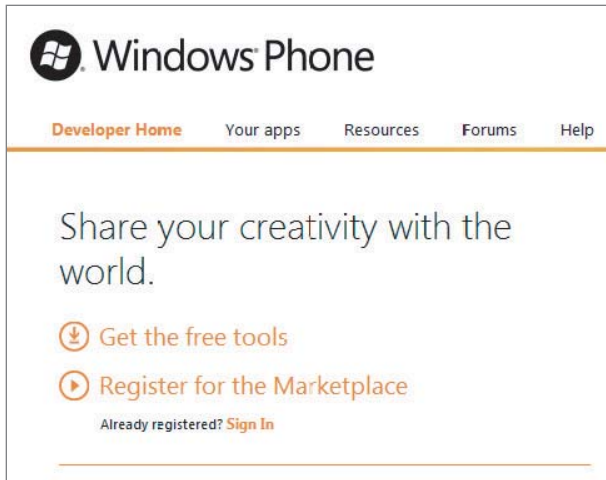 Windows Phone
Developer Home Your apps Resources Forums Help
Share your creativity with the
world.
Get the free tools
Register for the Marketplace
Already registered? Sign In